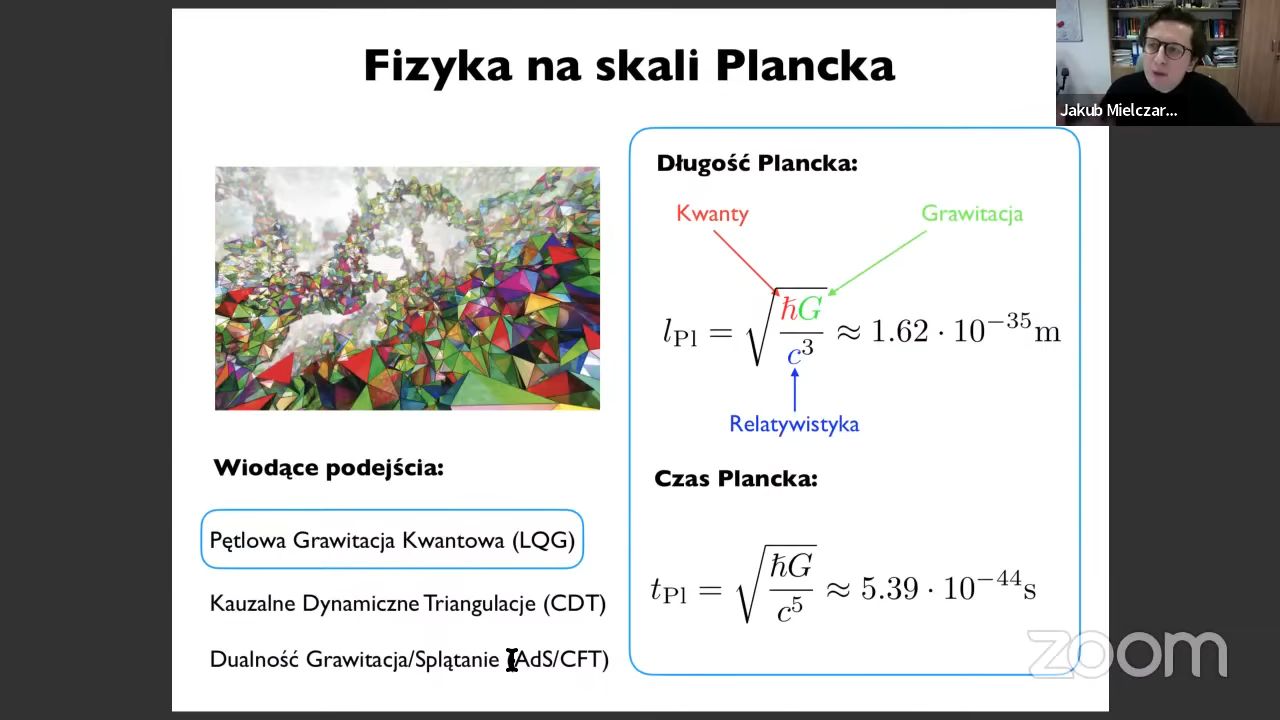 Fizyka na skali Plancka
Jakub Mielczar...
Długość Plancka:
Kwanty
Grawitacja
l_Pl = √(ħG/c³) ≈ 1.62 · 10⁻³⁵m
Relatywistyka
Czas Plancka:
t_Pl = √(ħG/c⁵) ≈ 5.39 · 10⁻⁴⁴s
Wiodące podejścia:
Pętlowa Grawitacja Kwantowa (LQG)
Kauzalne Dynamiczne Triangulacje (CDT)
Dualność Grawitacja/Splątanie (AdS/CFT)
zoom